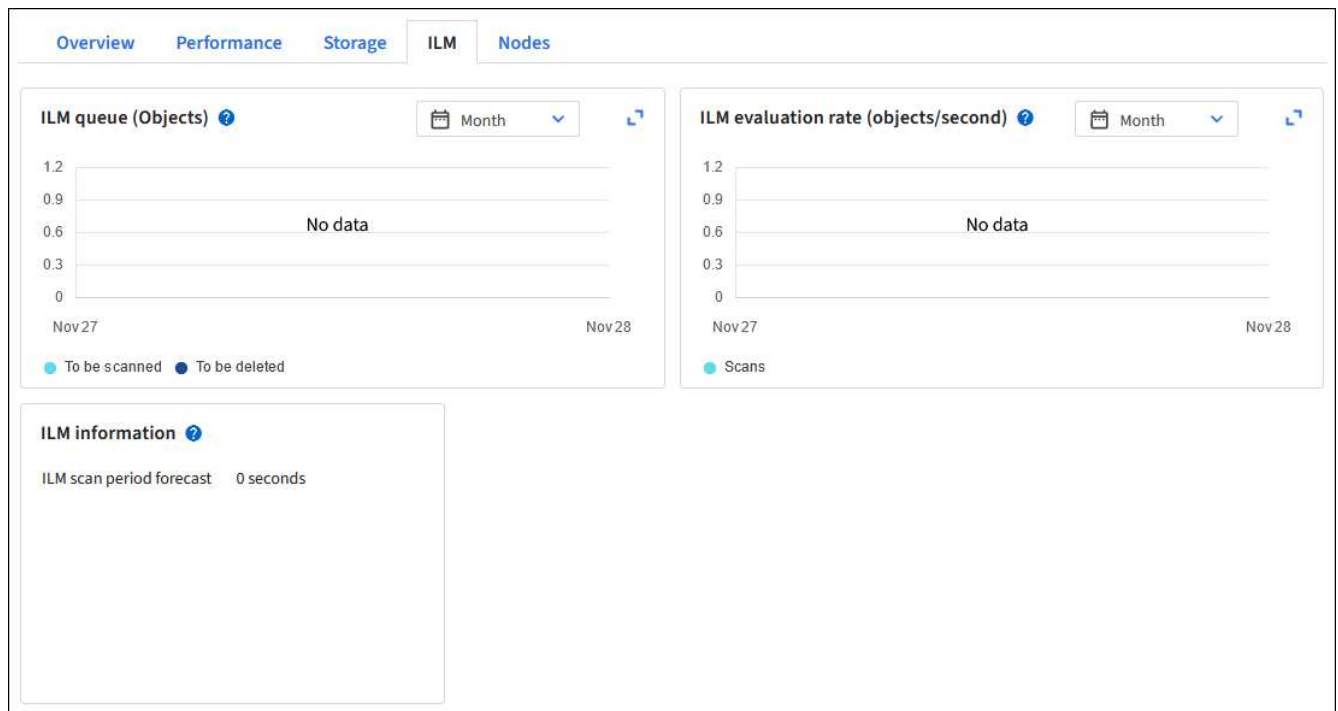 Overview Performance Storage ILM Nodes
ILM queue (Objects) ? Month
1.2
0.9
0.6
0.3
0
No data
Nov 27 Nov 28
To be scanned To be deleted
ILM evaluation rate (objects/second) ? Month
1.2
0.9
0.6
0.3
0
No data
Nov 27 Nov 28
Scans
ILM information ?
ILM scan period forecast 0 seconds